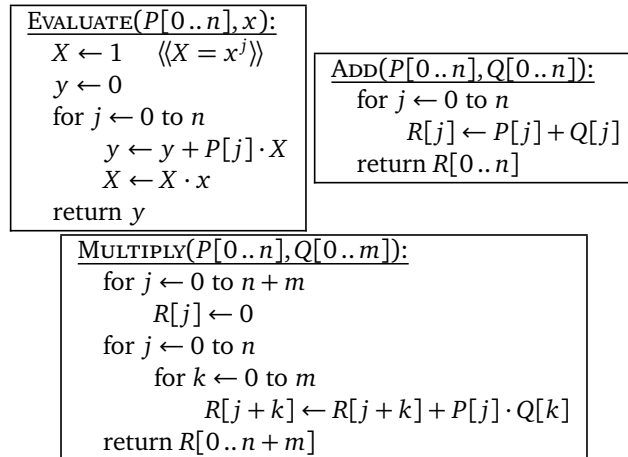 EVALUATE(P[0..n], x):
X ← 1 ⟨⟨X = x^j⟩⟩
y ← 0
for j ← 0 to n
y ← y + P[j] · X
X ← X · x
return y
ADD(P[0..n],Q[0..n]):
for j ← 0 to n
R[j] ← P[j] + Q[j]
return R[0..n]
MULTIPLY(P[0..n],Q[0..m]):
for j ← 0 to n + m
R[j] ← 0
for j ← 0 to n
for k ← 0 to m
R[j + k] ← R[j + k] + P[j] · Q[k]
return R[0..n + m]